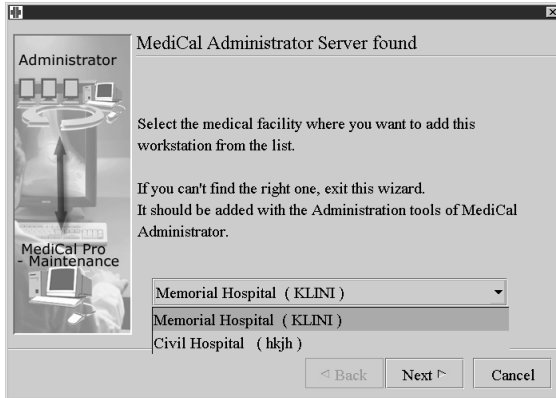 MediCal Administrator Server found
Administrator
MediCal Pro
- Maintenance
Select the medical facility where you want to add this
workstation from the list.
If you can't find the right one, exit this wizard.
It should be added with the Administration tools of MediCal
Administrator.
Memorial Hospital ( KLINI )
Memorial Hospital ( KLINI )
Civil Hospital ( hkjh )
Back
Next
Cancel